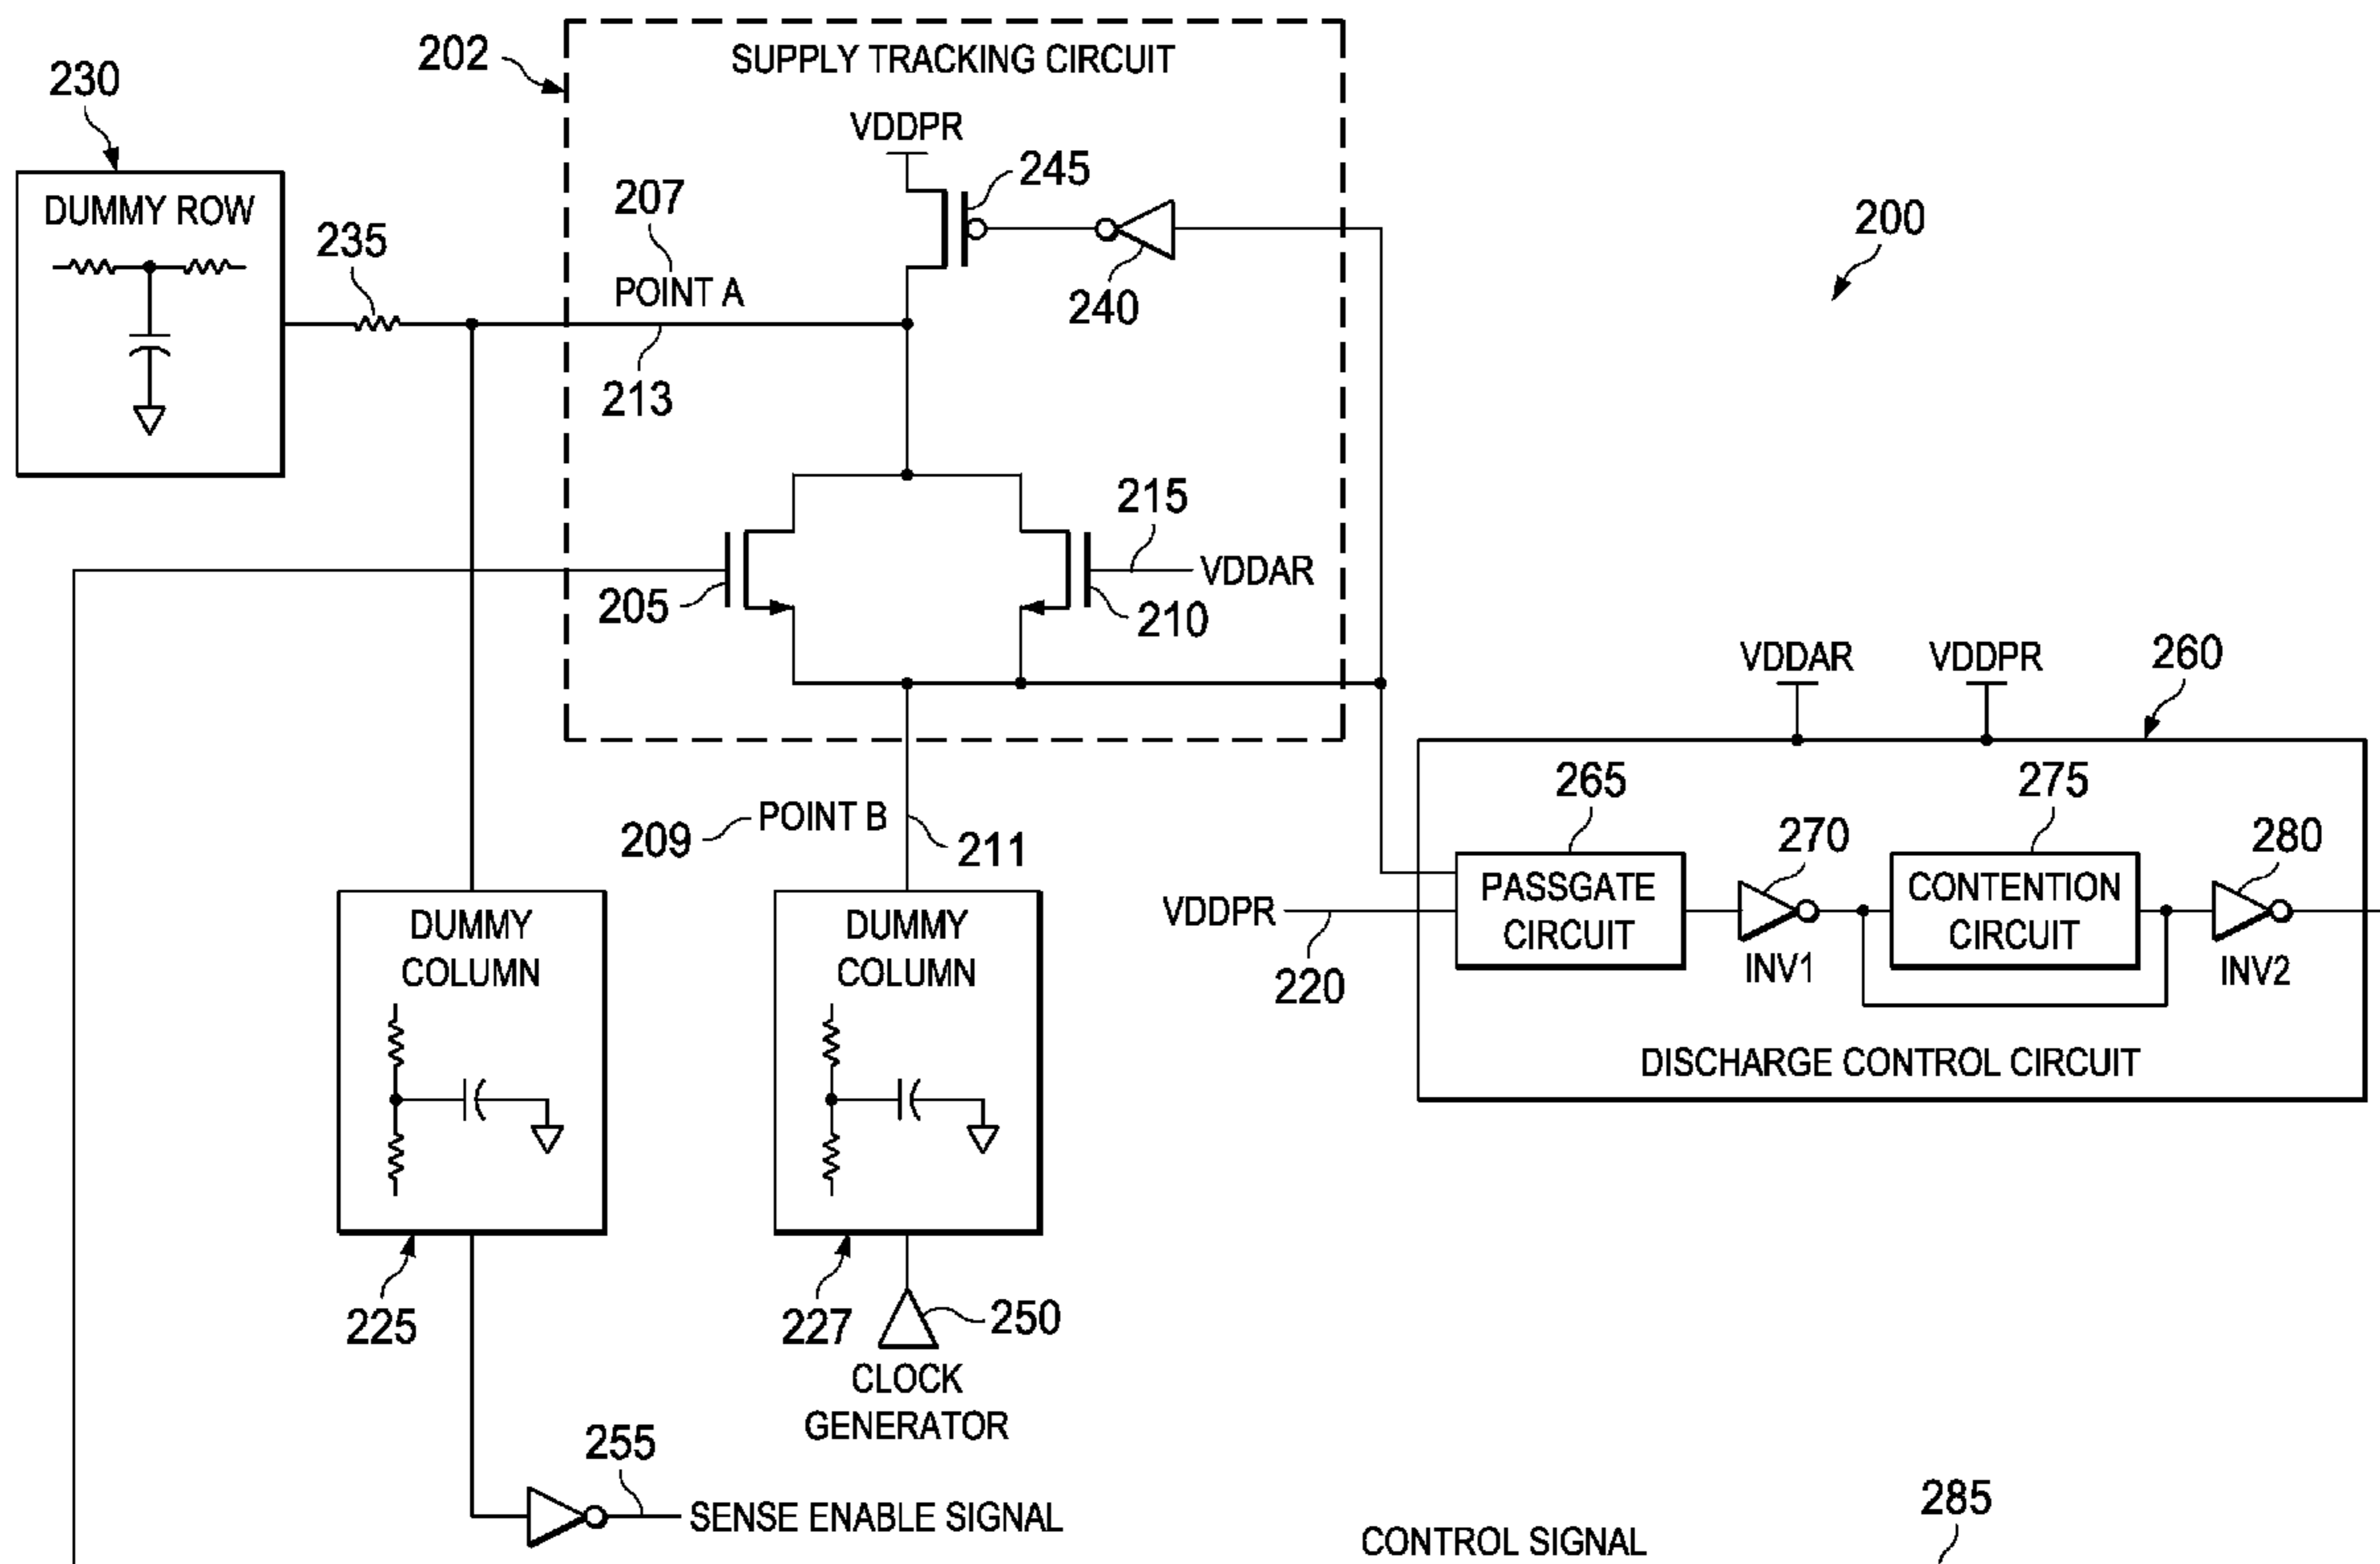 202
SUPPLY TRACKING CIRCUIT
230
VDDPR
245
207
200
DUMMY ROW
235
POINT A
240
213
215
VDDAR
205
210
VDDAR
VDDPR
260
265
275
209
POINT B
211
270
280
PASSGATE
CIRCUIT
CONTENTION
CIRCUIT
VDDPR
220
INV1
INV2
DUMMY
COLUMN
DUMMY
COLUMN
DISCHARGE CONTROL CIRCUIT
225
227
250
CLOCK
GENERATOR
255
SENSE ENABLE SIGNAL
285
CONTROL SIGNAL